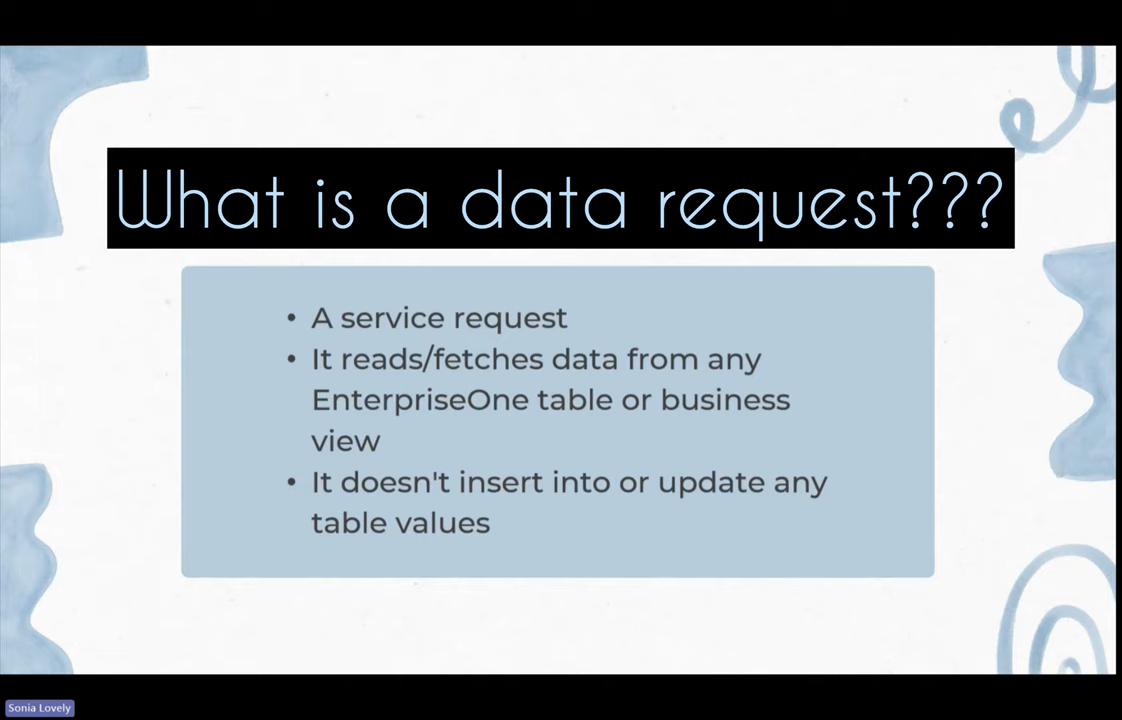 What is a data request???
• A service request
• It reads/fetches data from any
EnterpriseOne table or business
view
• It doesn't insert into or update any
table values
Sonia Lovely